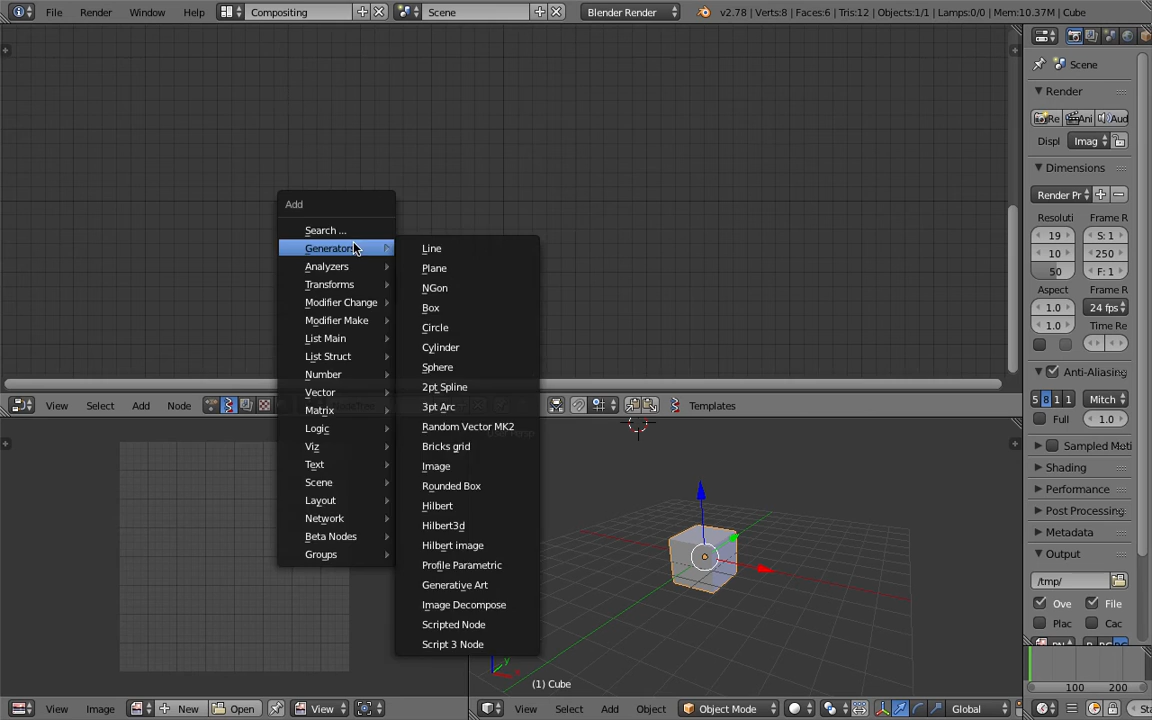 File Render Window Help Compositing Scene Blender Render v2.78 | Verts:8 | Faces:6 | Tris:12 | Objects:1/1 | Lamps:0/0 | Mem:10.37M | Cube
Scene
Render
Re Ani Aud
Displ Imag
Dimensions
Render Pr
Resoluti Frame R
19 S: 1
10 250
50 F: 1
Aspect Frame R
1.0 24 fps
1.0 Time Re
Anti-Aliasing
5 8 1 1 Mitch
Full 1.0
Sampled Moti
Shading
Performance
Post Processing
Metadata
Output
/tmp/
Ove File
Plac Cac
100 200
Add
Search ...
Generators
Analyzers
Transforms
Modifier Change
Modifier Make
List Main
List Struct
Number
Vector
Matrix
Logic
Viz
Text
Scene
Layout
Network
Beta Nodes
Groups
Line
Plane
NGon
Box
Circle
Cylinder
Sphere
2pt Spline
3pt Arc
Random Vector MK2
Bricks grid
Image
Rounded Box
Hilbert
Hilbert3d
Hilbert image
Profile Parametric
Generative Art
Image Decompose
Scripted Node
Script 3 Node
View Select Add Node Templates
(1) Cube
View Image New Open View
View Select Add Object Object Mode Global